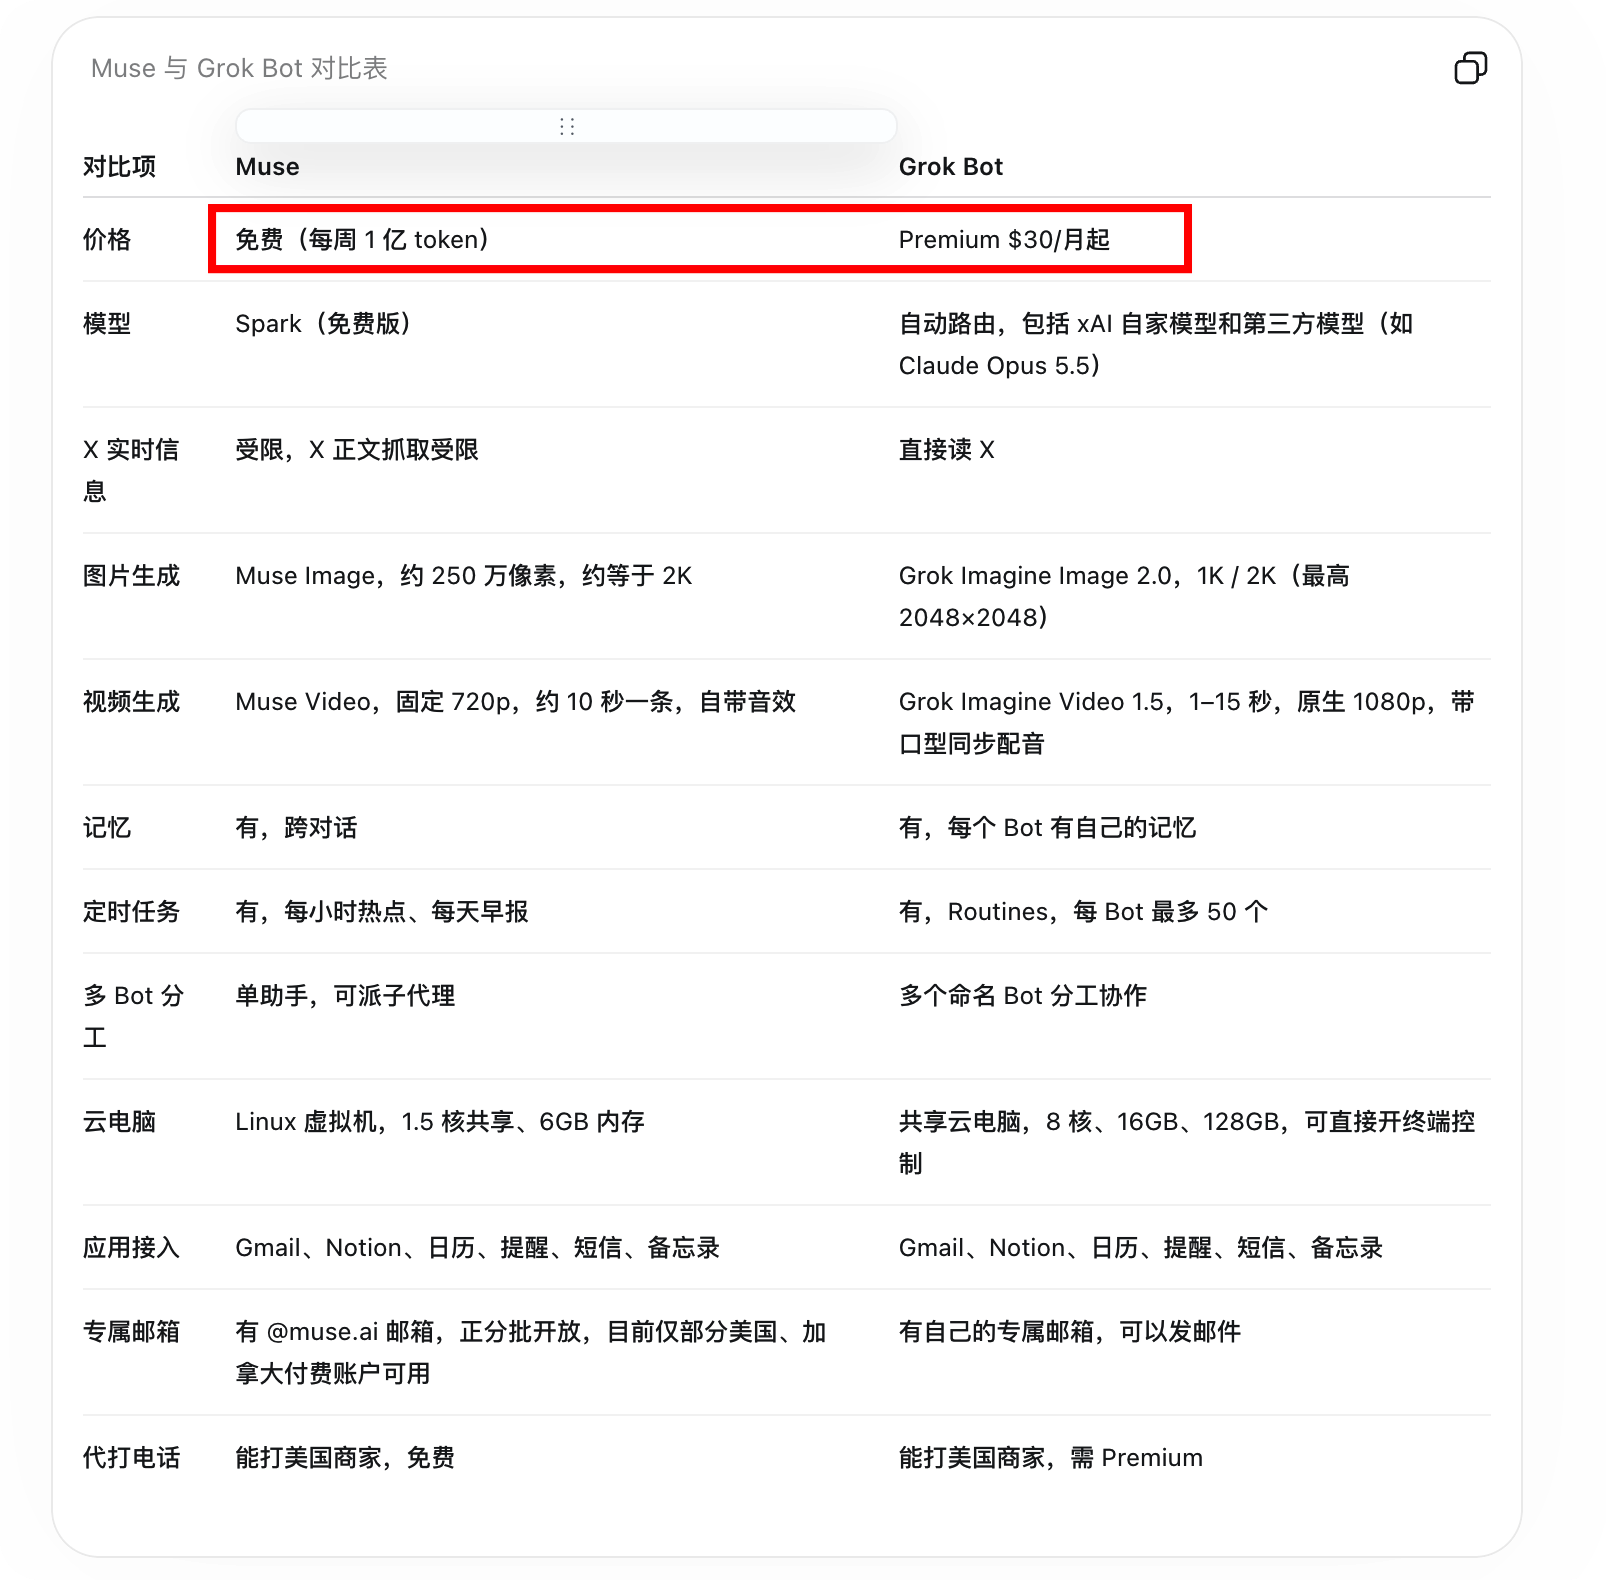 Muse 与 Grok Bot 对比表
对比项 Muse Grok Bot
价格 免费（每周 1 亿 token） Premium $30/月起
模型 Spark（免费版） 自动路由，包括 xAI 自家模型和第三方模型（如
Claude Opus 5.5）
X 实时信 受限，X 正文抓取受限 直接读 X
息
图片生成 Muse Image，约 250 万像素，约等于 2K Grok Imagine Image 2.0，1K / 2K（最高
2048×2048）
视频生成 Muse Video，固定 720p，约 10 秒一条，自带音效 Grok Imagine Video 1.5，1–15 秒，原生 1080p，带
口型同步配音
记忆 有，跨对话 有，每个 Bot 有自己的记忆
定时任务 有，每小时热点、每天早报 有，Routines，每 Bot 最多 50 个
多 Bot 分 单助手，可派子代理 多个命名 Bot 分工协作
工
云电脑 Linux 虚拟机，1.5 核共享、6GB 内存 共享云电脑，8 核、16GB、128GB，可直接开终端控
制
应用接入 Gmail、Notion、日历、提醒、短信、备忘录 Gmail、Notion、日历、提醒、短信、备忘录
专属邮箱 有 @muse.ai 邮箱，正分批开放，目前仅部分美国、加 有自己的专属邮箱，可以发邮件
拿大付费账户可用
代打电话 能打美国商家，免费 能打美国商家，需 Premium